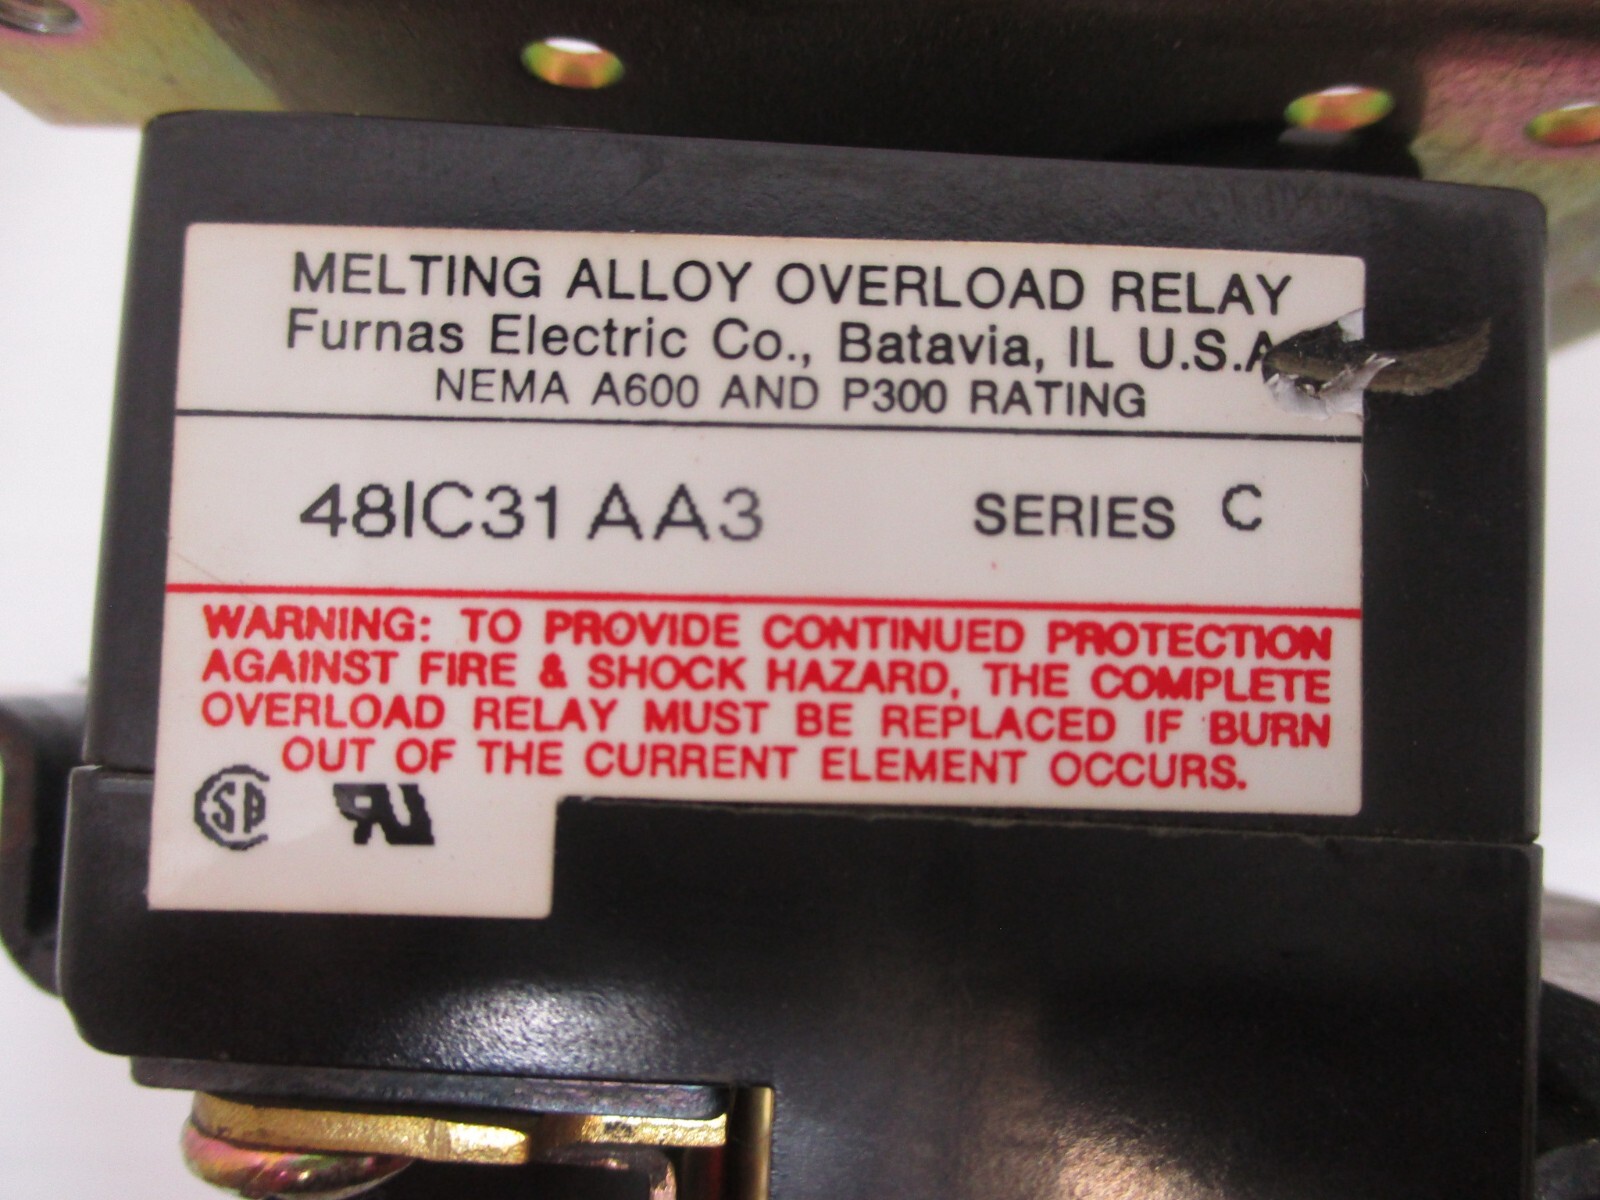 MELTING ALLOY OVERLOAD RELAY
Furnas Electric Co., Batavia, IL U.S.A
NEMA A600 AND P300 RATING
48IC31AA3 SERIES C
WARNING: TO PROVIDE CONTINUED PROTECTION
AGAINST FIRE & SHOCK HAZARD, THE COMPLETE
OVERLOAD RELAY MUST BE REPLACED IF BURN
OUT OF THE CURRENT ELEMENT OCCURS.
SA RU